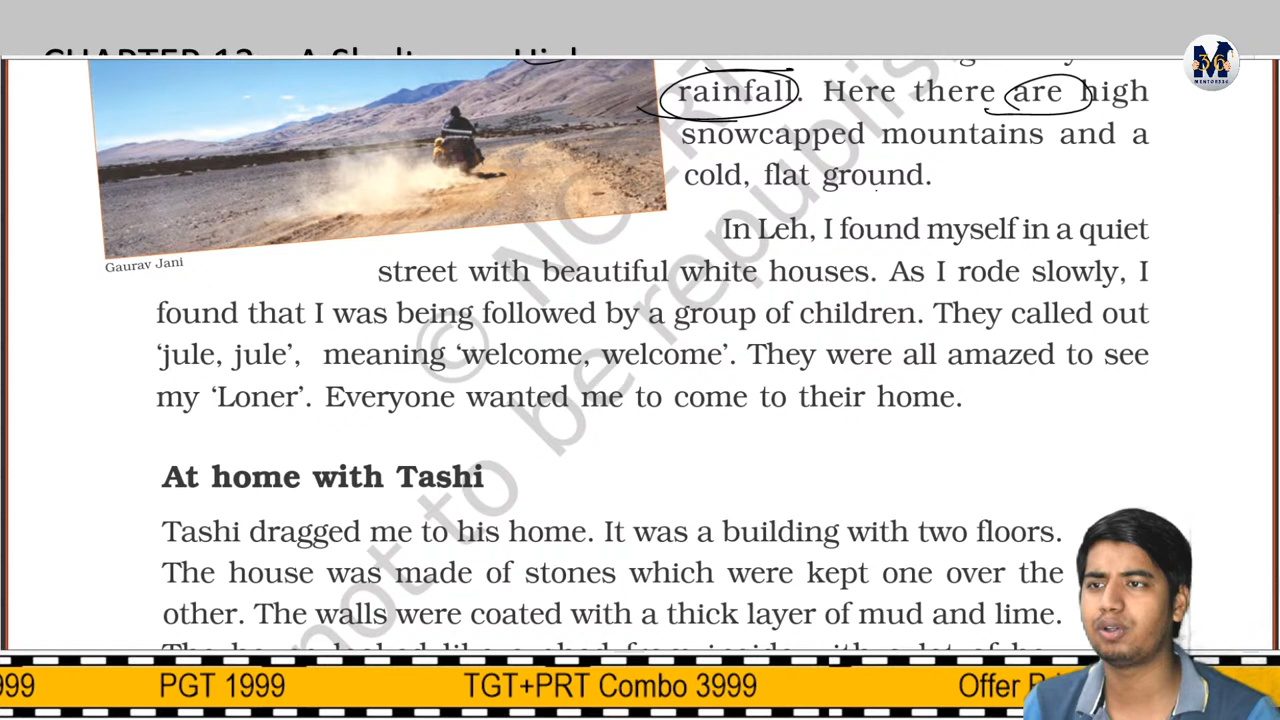 CHAPTER 13
MENTORS36
rainfall. Here there are high
snowcapped mountains and a
cold, flat ground.
Gaurav Jani
In Leh, I found myself in a quiet
street with beautiful white houses. As I rode slowly, I
found that I was being followed by a group of children. They called out
‘jule, jule’, meaning ‘welcome, welcome’. They were all amazed to see
my ‘Loner’. Everyone wanted me to come to their home.
At home with Tashi
Tashi dragged me to his home. It was a building with two floors.
The house was made of stones which were kept one over the
other. The walls were coated with a thick layer of mud and lime.
999 PGT 1999 TGT+PRT Combo 3999 Offer